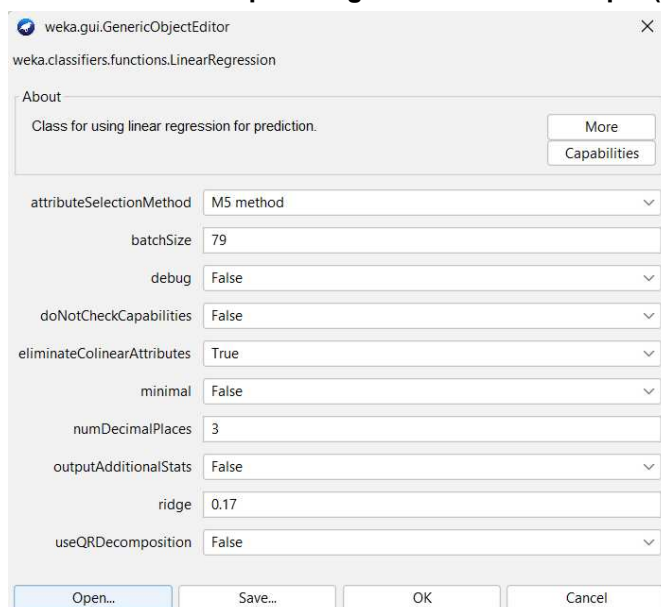 weka.gui.GenericObjectEditor
weka.classifiers.functions.LinearRegression
About
Class for using linear regression for prediction.
More
Capabilities
attributeSelectionMethod M5 method
batchSize 79
debug False
doNotCheckCapabilities False
eliminateColinearAttributes True
minimal False
numDecimalPlaces 3
outputAdditionalStats False
ridge 0.17
useQRDecomposition False
Open... Save... OK Cancel